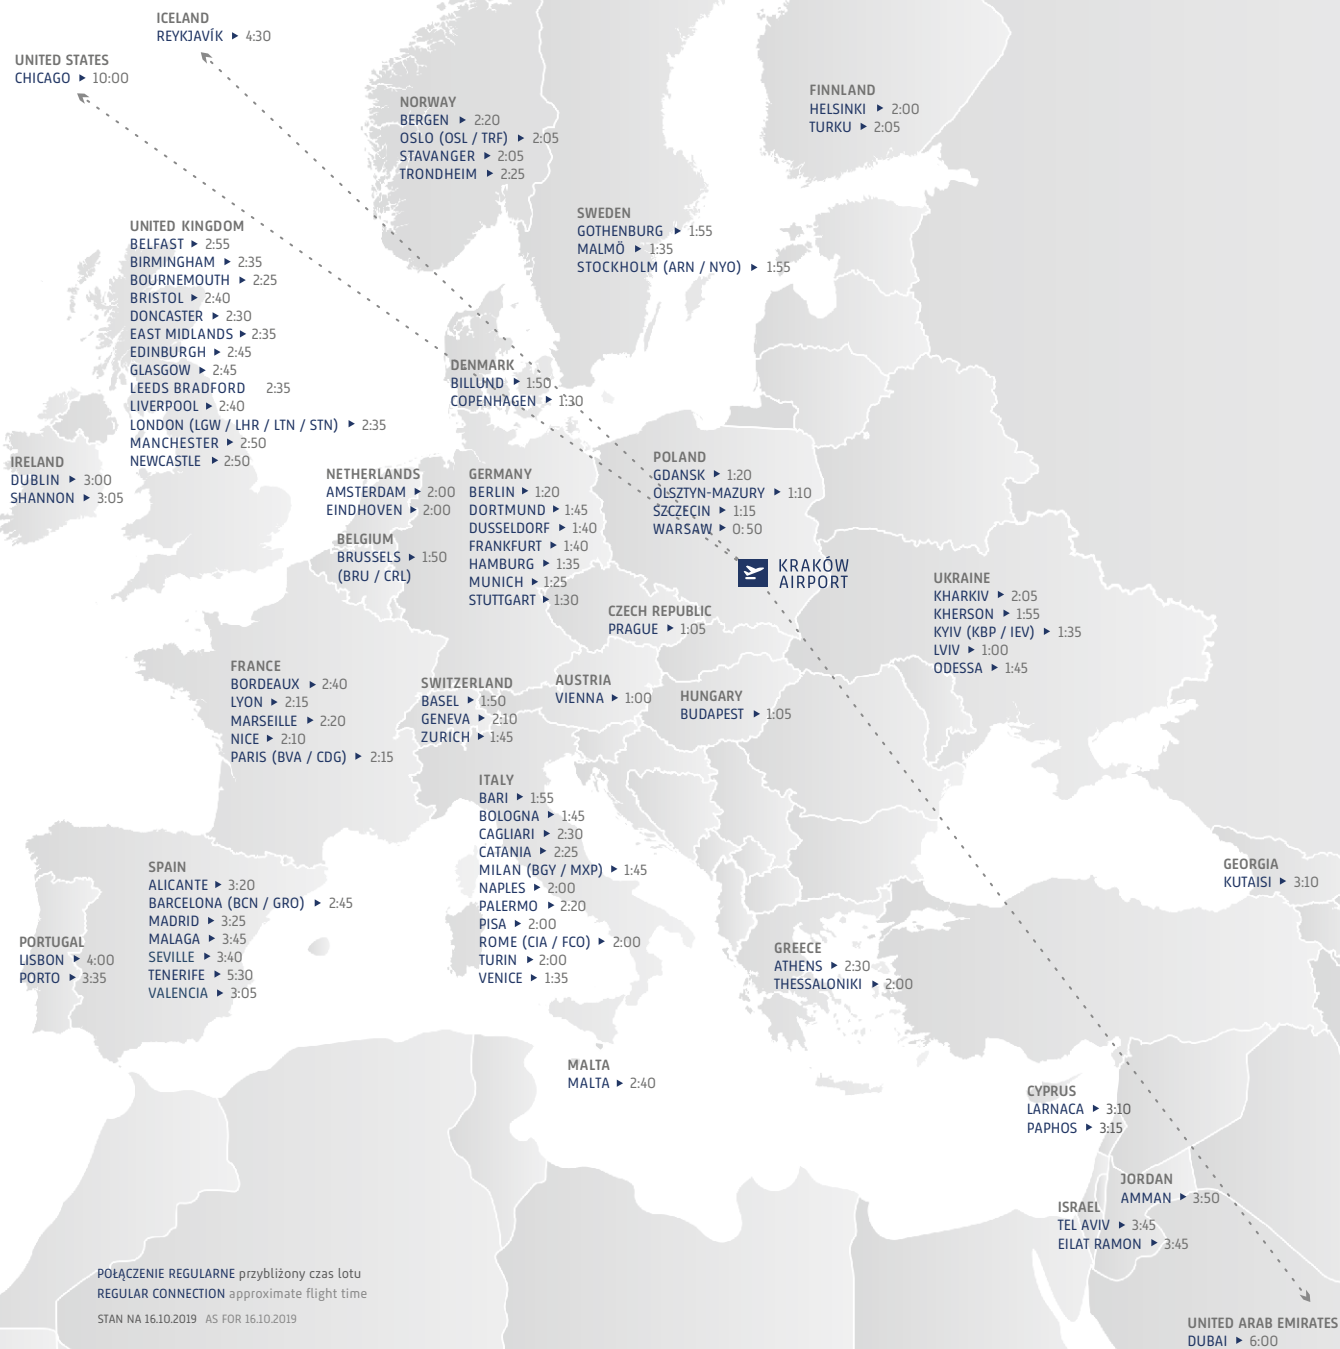 ICELAND
REYKJAVÍK ▶ 4:30
UNITED STATES
CHICAGO ▶ 10:00
NORWAY
BERGEN ▶ 2:20
OSLO (OSL / TRF) ▶ 2:05
STAVANGER ▶ 2:05
TRONDHEIM ▶ 2:25
FINNLAND
HELSINKI ▶ 2:00
TURKU ▶ 2:05
SWEDEN
GOTHENBURG ▶ 1:55
MALMÖ ▶ 1:35
STOCKHOLM (ARN / NYO) ▶ 1:55
UNITED KINGDOM
BELFAST ▶ 2:55
BIRMINGHAM ▶ 2:35
BOURNEMOUTH ▶ 2:25
BRISTOL ▶ 2:40
DONCASTER ▶ 2:30
EAST MIDLANDS ▶ 2:35
EDINBURGH ▶ 2:45
GLASGOW ▶ 2:45
LEEDS BRADFORD 2:35
LIVERPOOL ▶ 2:40
LONDON (LGW / LHR / LTN / STN) ▶ 2:35
MANCHESTER ▶ 2:50
NEWCASTLE ▶ 2:50
DENMARK
BILLUND ▶ 1:50
COPENHAGEN ▶ 1:30
IRELAND
DUBLIN ▶ 3:00
SHANNON ▶ 3:05
NETHERLANDS
AMSTERDAM ▶ 2:00
EINDHOVEN ▶ 2:00
BELGIUM
BRUSSELS ▶ 1:50
(BRU / CRL)
GERMANY
BERLIN ▶ 1:20
DORTMUND ▶ 1:45
DUSSELDORF ▶ 1:40
FRANKFURT ▶ 1:40
HAMBURG ▶ 1:35
MUNICH ▶ 1:25
STUTTGART ▶ 1:30
POLAND
GDANSK ▶ 1:20
OLSZTYN-MAZURY ▶ 1:10
SZCZECIN ▶ 1:15
WARSAW ▶ 0:50
KRAKÓW
AIRPORT
UKRAINE
KHARKIV ▶ 2:05
KHERSON ▶ 1:55
KYIV (KBP / IEV) ▶ 1:35
LVIV ▶ 1:00
ODESSA ▶ 1:45
CZECH REPUBLIC
PRAGUE ▶ 1:05
FRANCE
BORDEAUX ▶ 2:40
LYON ▶ 2:15
MARSEILLE ▶ 2:20
NICE ▶ 2:10
PARIS (BVA / CDG) ▶ 2:15
SWITZERLAND
BASEL ▶ 1:50
GENEVA ▶ 2:10
ZURICH ▶ 1:45
AUSTRIA
VIENNA ▶ 1:00
HUNGARY
BUDAPEST ▶ 1:05
ITALY
BARI ▶ 1:55
BOLOGNA ▶ 1:45
CAGLIARI ▶ 2:30
CATANIA ▶ 2:25
MILAN (BGY / MXP) ▶ 1:45
NAPLES ▶ 2:00
PALERMO ▶ 2:20
PISA ▶ 2:00
ROME (CIA / FCO) ▶ 2:00
TURIN ▶ 2:00
VENICE ▶ 1:35
SPAIN
ALICANTE ▶ 3:20
BARCELONA (BCN / GRO) ▶ 2:45
MADRID ▶ 3:25
MALAGA ▶ 3:45
SEVILLE ▶ 3:40
TENERIFE ▶ 5:30
VALENCIA ▶ 3:05
PORTUGAL
LISBON ▶ 4:00
PORTO ▶ 3:35
GEORGIA
KUTAISI ▶ 3:10
GREECE
ATHENS ▶ 2:30
THESSALONIKI ▶ 2:00
MALTA
MALTA ▶ 2:40
CYPRUS
LARNACA ▶ 3:10
PAPHOS ▶ 3:15
JORDAN
AMMAN ▶ 3:50
ISRAEL
TEL AVIV ▶ 3:45
EILAT RAMON ▶ 3:45
POŁĄCZENIE REGULARNE przybliżony czas lotu
REGULAR CONNECTION approximate flight time
STAN NA 16.10.2019 AS FOR 16.10.2019
UNITED ARAB EMIRATES
DUBAI ▶ 6:00